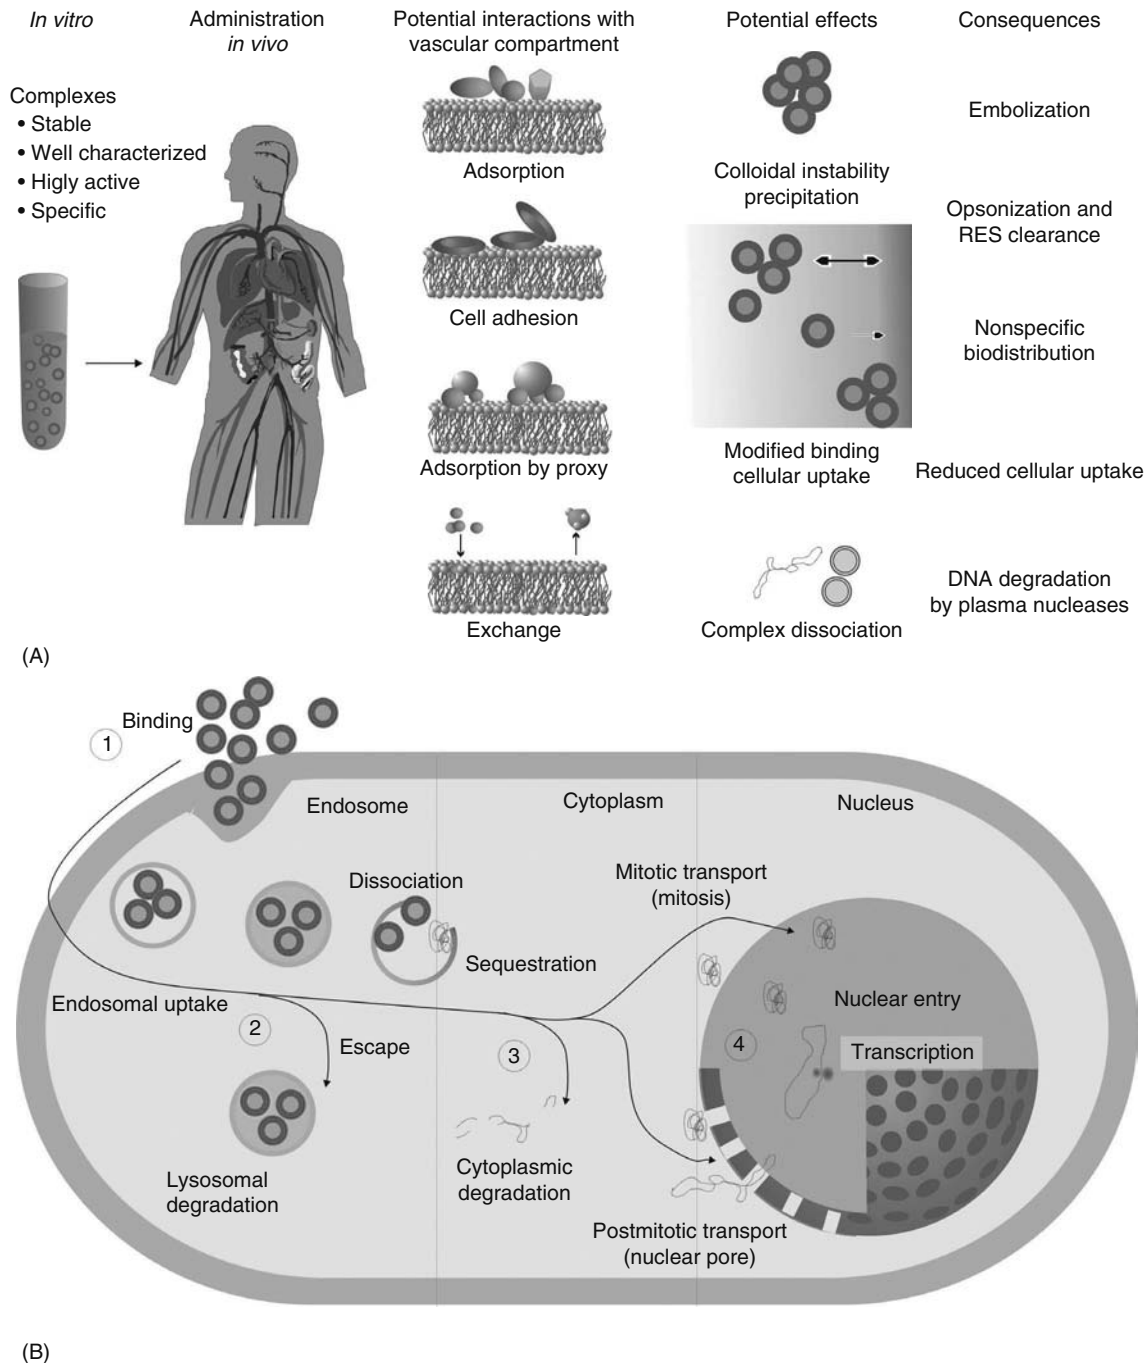 In vitro
Administration
in vivo
Potential interactions with
vascular compartment
Potential effects
Consequences
Complexes
• Stable
• Well characterized
• Higly active
• Specific
Adsorption
Cell adhesion
Adsorption by proxy
Exchange
Colloidal instability
precipitation
Modified binding
cellular uptake
Complex dissociation
Embolization
Opsonization and
RES clearance
Nonspecific
biodistribution
Reduced cellular uptake
DNA degradation
by plasma nucleases
(A)
1
Binding
Endosome
Cytoplasm
Nucleus
Dissociation
Mitotic transport
(mitosis)
Sequestration
Endosomal uptake
2
Escape
3
4
Nuclear entry
Transcription
Lysosomal
degradation
Cytoplasmic
degradation
Postmitotic transport
(nuclear pore)
(B)